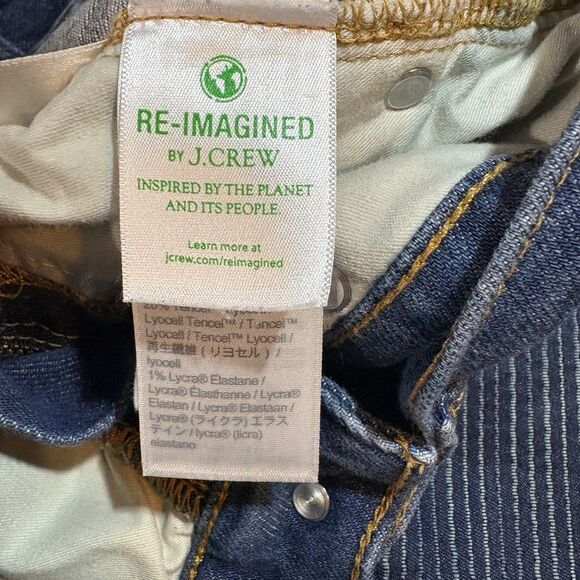 RE-IMAGINED
BY J.CREW
INSPIRED BY THE PLANET
AND ITS PEOPLE.
Learn more at
jcrew.com/reimagined
Lyocell Tencel™ / Tencel™
Lyocell / Tencel™ Lyocell /
再生繊維 (リヨセル) /
lyocell
1% Lycra® Elastane /
Lycra® Élasthanne / Lycra®
Elastan / Lycra® Elastaan/
Lycra® (ライクラ) エラス
テイン / lycra® (licra)
elastano